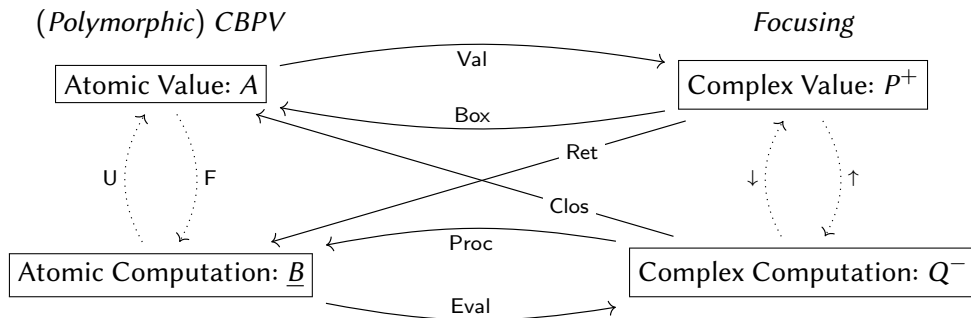 (Polymorphic) CBPV Focusing
Val
Atomic Value: A Complex Value: P⁺
Box
Ret
U F ↓ ↑
Clos
Proc
Atomic Computation: B Complex Computation: Q⁻
Eval